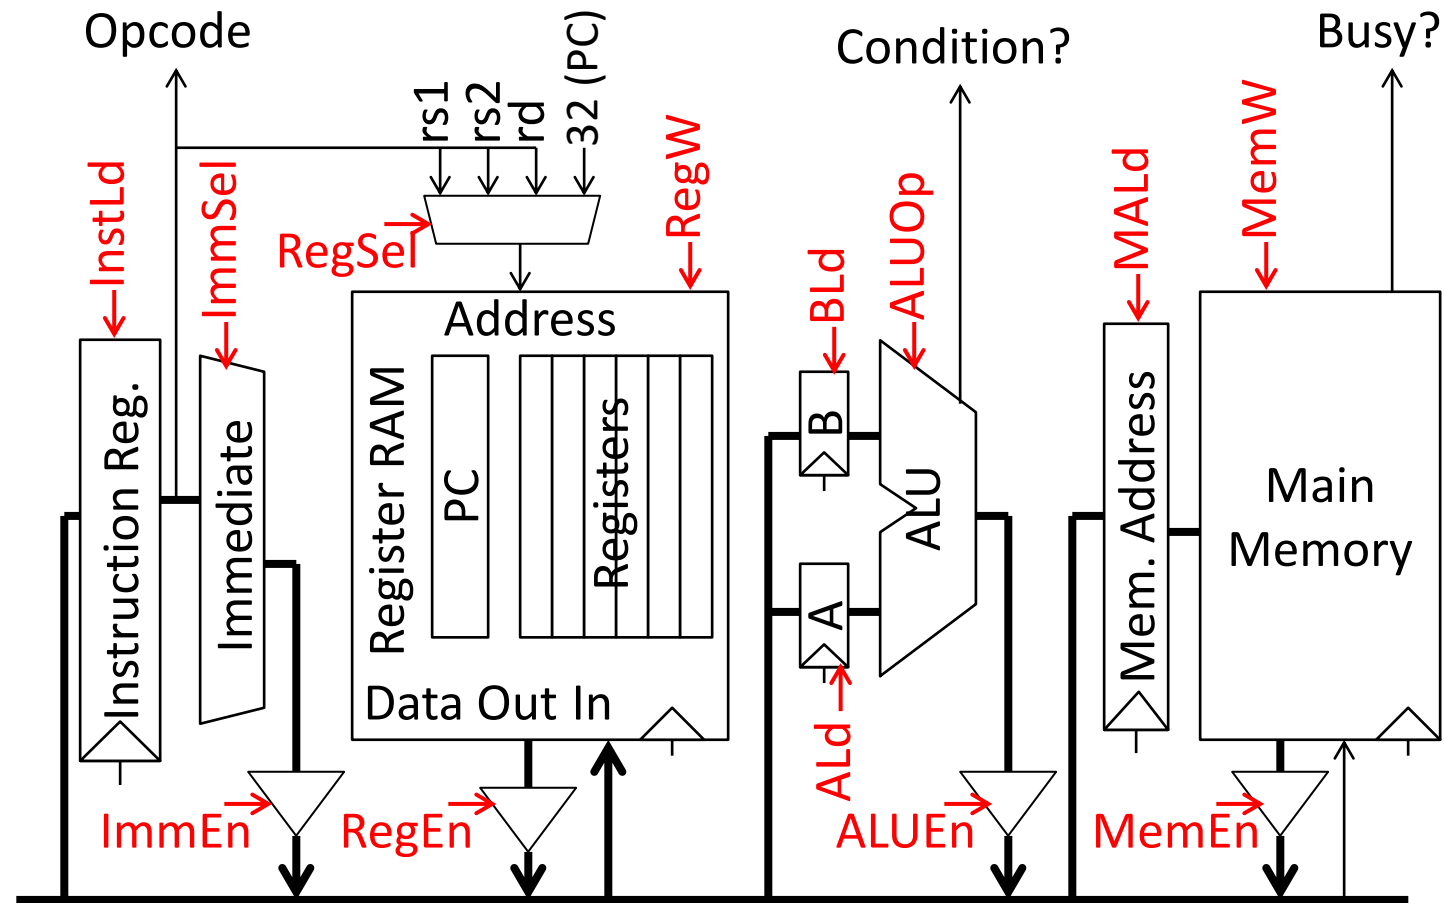 Opcode
Condition?
Busy?
rs1
rs2
rd
32 (PC)
InstLd
ImmSel
RegSel
RegW
BLd
ALUOp
MALd
MemW
Address
Instruction Reg.
Immediate
Register RAM
PC
Registers
B
A
ALU
Mem. Address
Main
Memory
Data Out In
ALd
ImmEn
RegEn
ALUEn
MemEn